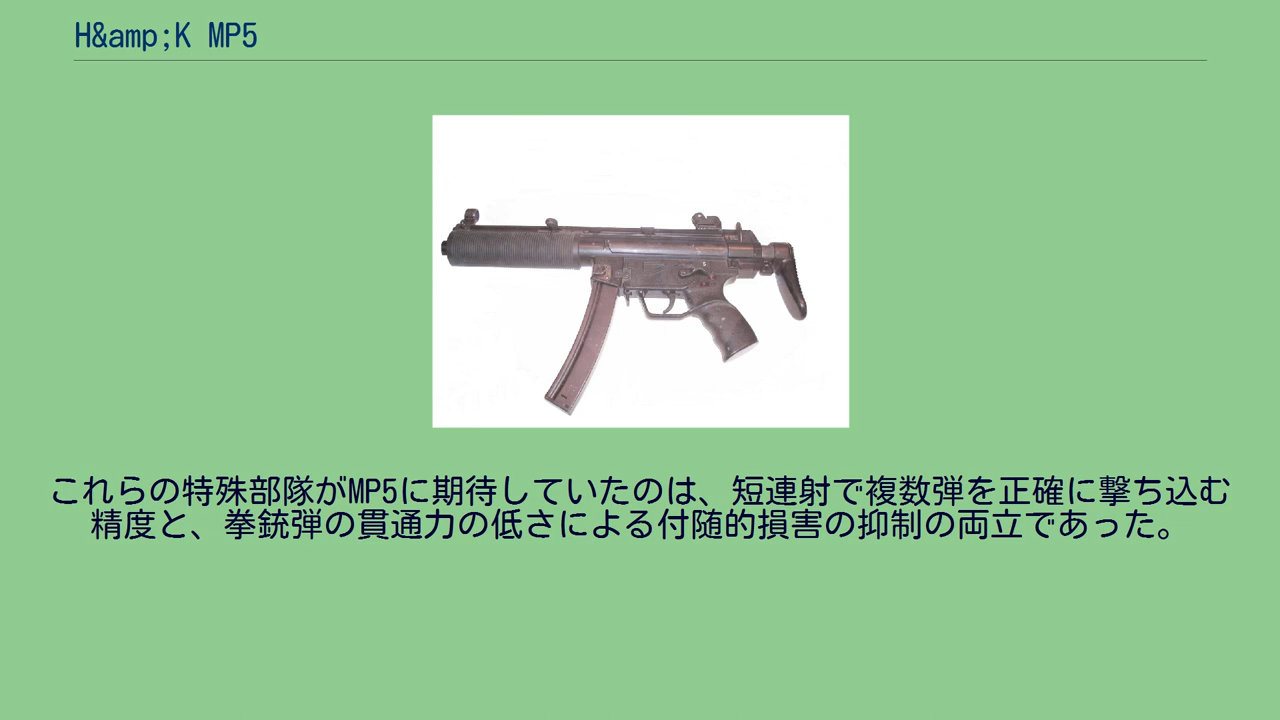 H&amp;K MP5
これらの特殊部隊がMP5に期待していたのは、短連射で複数弾を正確に撃ち込む
精度と、拳銃弾の貫通力の低さによる付随的損害の抑制の両立であった。